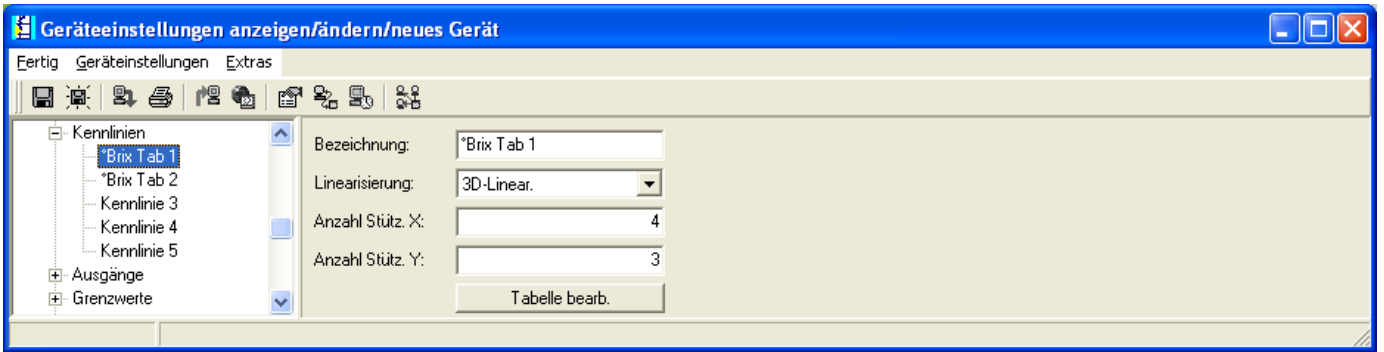 Geräteeinstellungen anzeigen/ändern/neues Gerät
Fertig Geräteinstellungen Extras
Kennlinien
°Brix Tab 1
°Brix Tab 2
Kennlinie 3
Kennlinie 4
Kennlinie 5
Ausgänge
Grenzwerte
Bezeichnung: °Brix Tab 1
Linearisierung: 3D-Linear.
Anzahl Stütz. X: 4
Anzahl Stütz. Y: 3
Tabelle bearb.